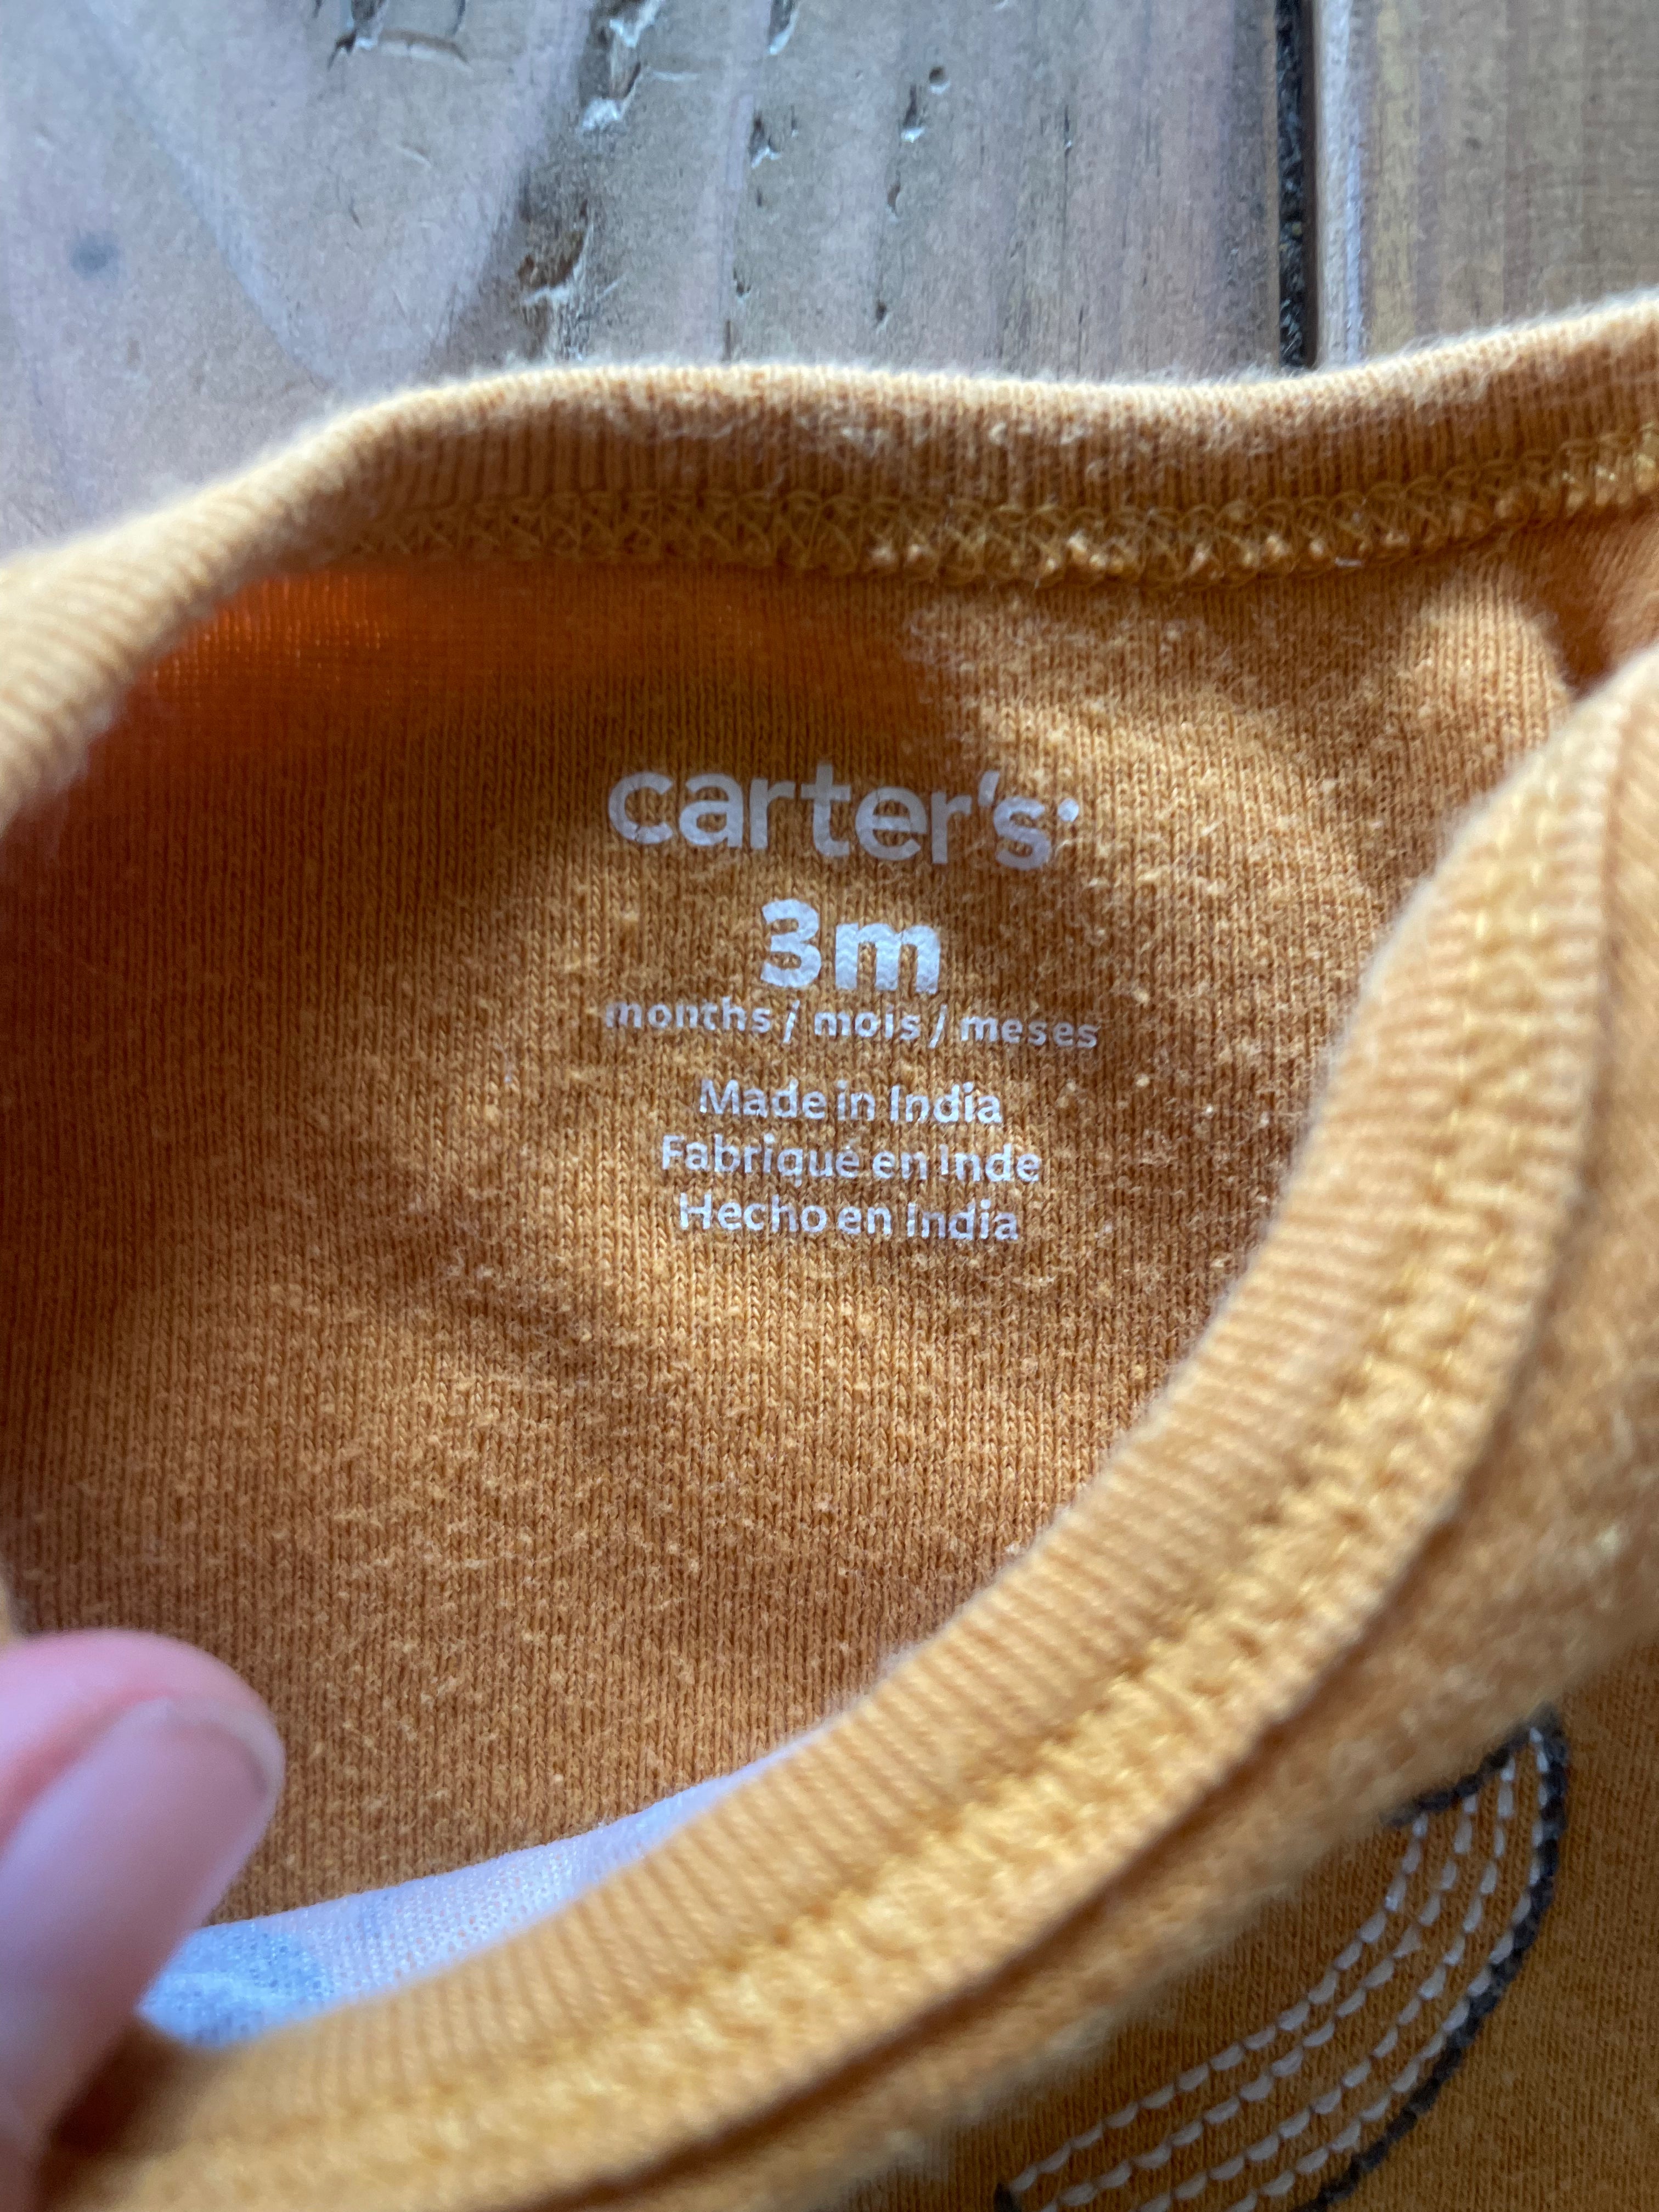 carter's
3m
months / mois / meses
Made in India
Fabriqué en Inde
Hecho en India